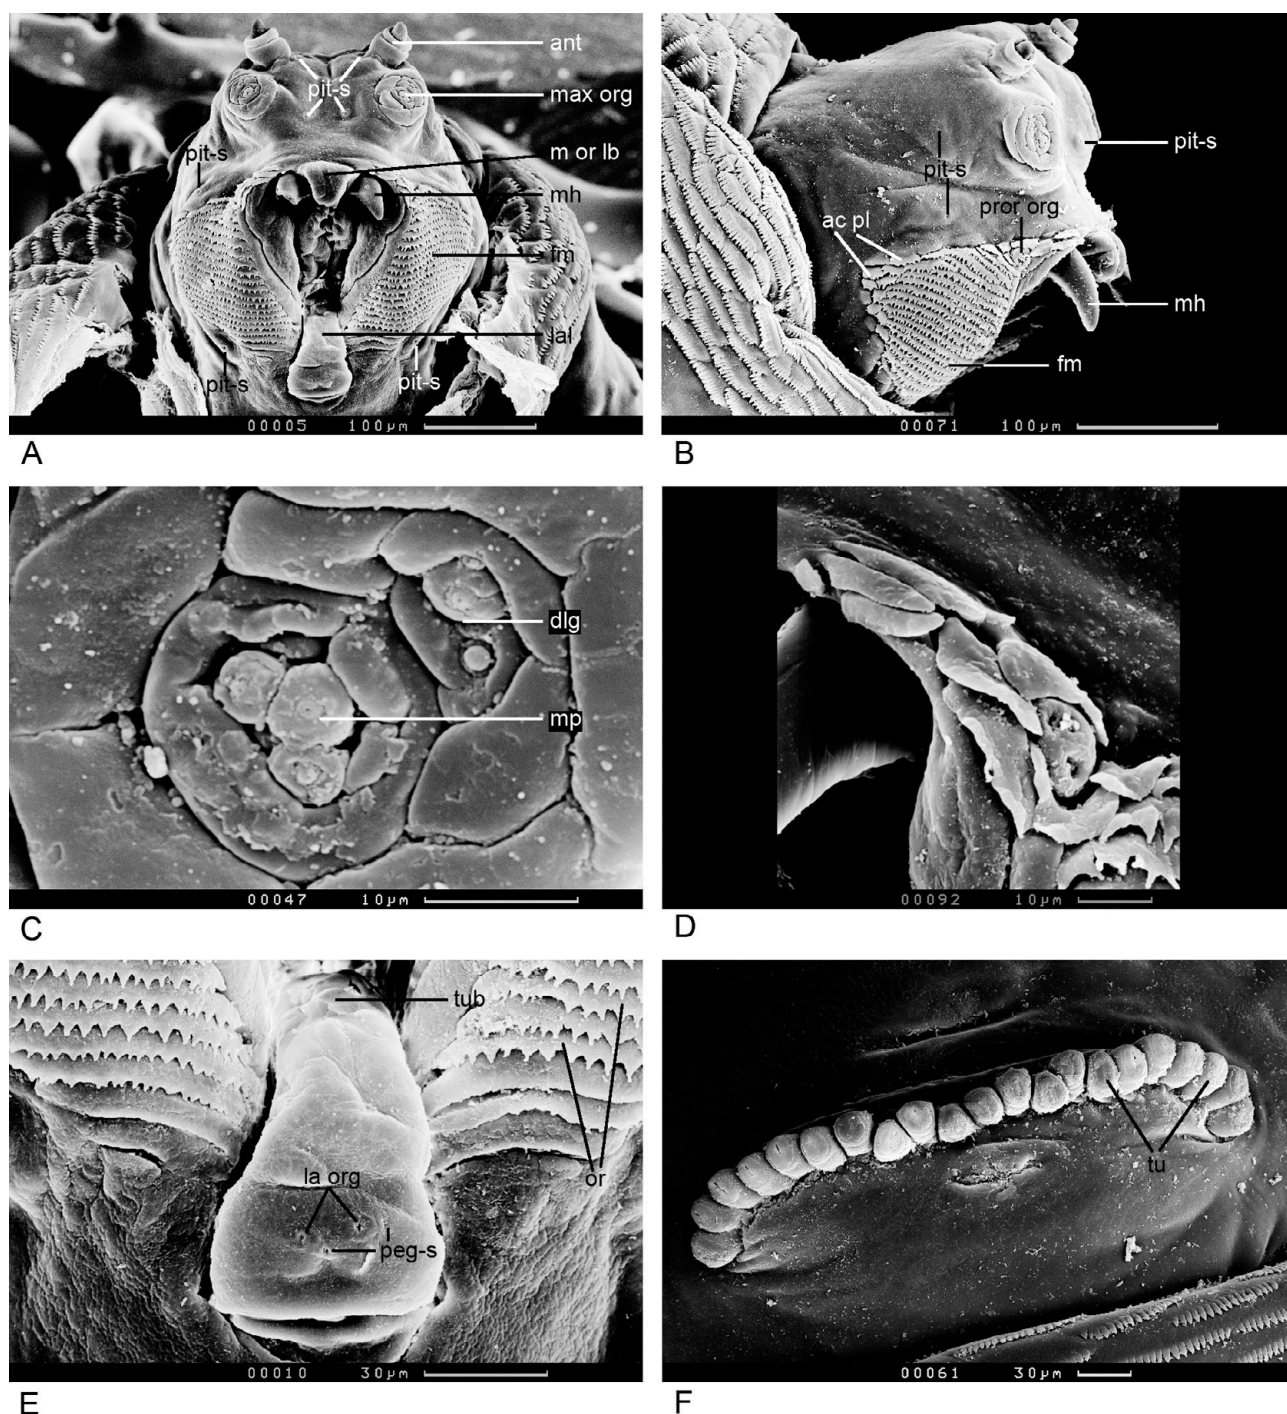 ant
pit-s
max org
m or lb
pit-s
mh
fm
lal
pit-s
pit-s
00005 100µm
A
pit-s
pit-s
ac pl
pror org
mh
fm
00071 100µm
B
dlg
mp
00047 10µm
C
00092 10µm
D
tub
la org
or
peg-s
00010 30µm
E
tu
00061 30µm
F